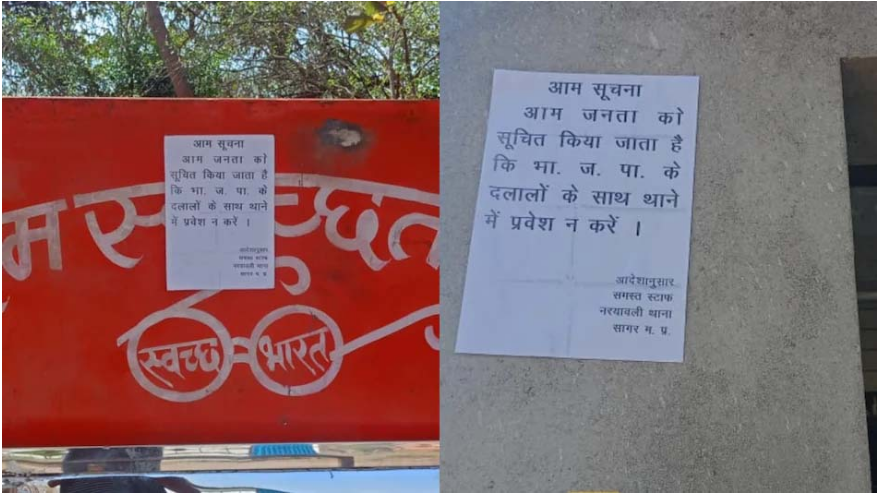 आम सूचना
आम जनता को
सूचित किया जाता है
कि भा. ज. पा. के
दलालों के साथ थाने
में प्रवेश न करें ।
आदेशानुसार
समस्त स्टाफ
नरयावली थाना
सागर म. प्र.
स्वच्छ भारत
आम सूचना
आम जनता को
सूचित किया जाता है
कि भा. ज. पा. के
दलालों के साथ थाने
में प्रवेश न करें ।
आदेशानुसार
समस्त स्टाफ
नरयावली थाना
सागर म. प्र.